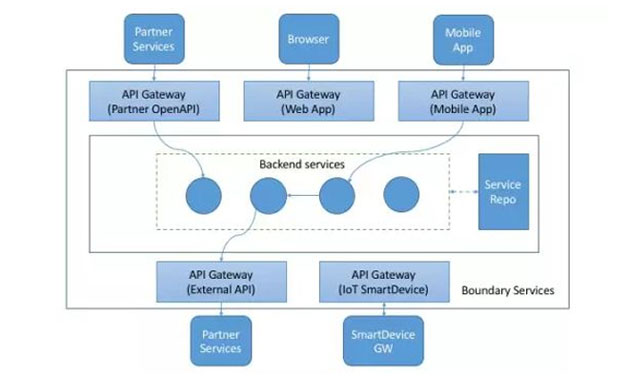 Partner
Services
Browser
Mobile
App
API Gateway
(Partner OpenAPI)
API Gateway
(Web App)
API Gateway
(Mobile App)
Backend services
Service
Repo
API Gateway
(External API)
API Gateway
(IoT SmartDevice)
Boundary Services
Partner
Services
SmartDevice
GW